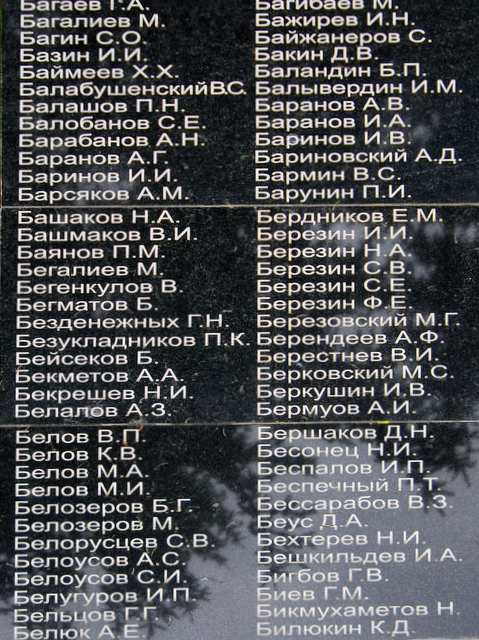 Багаев Г.А.
Багалиев М.
Багин С.О.
Базин И.И.
Баймеев Х.Х.
БалабушенскийВ.С.
Балашов П.Н.
Балобанов С.Е.
Барабанов А.Н.
Баранов А.Г.
Баринов И.И.
Барсяков А.М.
Багибаев М.
Бажирев И.Н.
Байжанеров С.
Бакин Д.В.
Баландин Б.П.
Балывердин И.М.
Баранов А.В.
Баранов И.А.
Баринов И.В.
Бариновский А.Д.
Бармин В.С.
Барунин П.И.
Башаков Н.А.
Башмаков В.И.
Баянов П.М.
Бегалиев М.
Бегенкулов В.
Бегматов Б.
Безденежных Г.Н.
Безукладников П.К.
Бейсеков Б.
Бекметов А.А.
Бекрешев Н.И.
Белалов А.З.
Бердников Е.М.
Березин И.И.
Березин Н.А.
Березин С.В.
Березин С.Е.
Березин Ф.Е.
Березовский М.Г.
Берендеев А.Ф.
Берестнев В.И.
Берковский М.С.
Беркушин И.В.
Бермуов А.И.
Белов В.П.
Белов К.В.
Белов М.А.
Белов М.И.
Белозеров Б.Г.
Белозеров М.
Белорусцев С.В.
Белоусов А.С.
Белоусов С.И.
Белугуров И.П.
Бельцов Г.Г.
Белюк А.Е.
Бершаков Д.Н.
Бесонец Н.И.
Беспалов И.П.
Беспечный П.Т.
Бессарабов В.З.
Беус Д.А.
Бехтерев Н.И.
Бешкильдев И.А.
Бигбов Г.В.
Биев Г.М.
Бикмухаметов Н.
Билюкин К.Д.